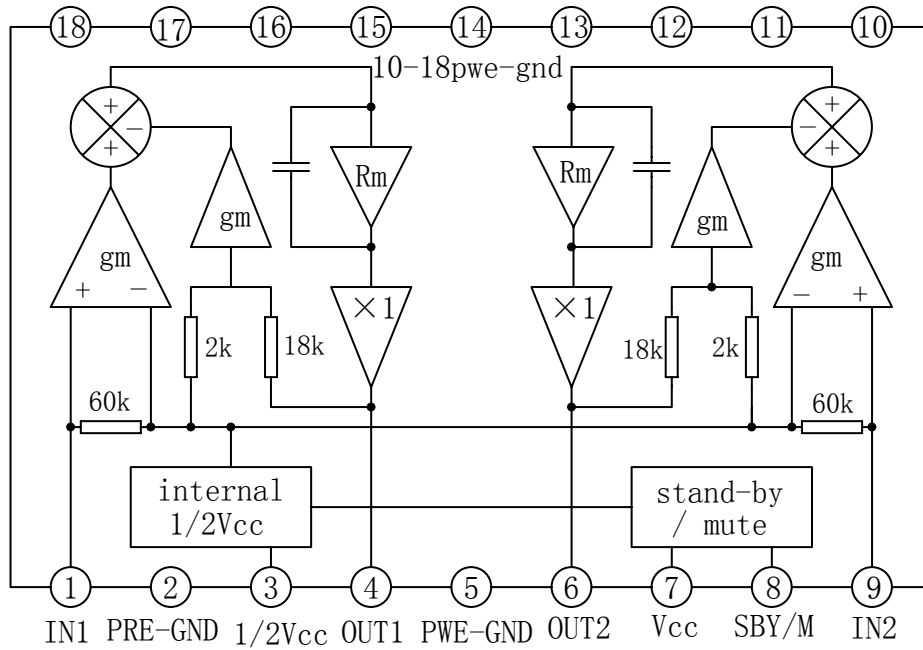 18 17 16 15 14 13 12 11 10
10-18pwe-gnd
+ − + − + +
Rm Rm
gm gm
gm gm
+ − − +
×1 ×1
2k 18k 18k 2k
60k 60k
internal
1/2Vcc
stand-by
/ mute
1 2 3 4 5 6 7 8 9
IN1 PRE-GND 1/2Vcc OUT1 PWE-GND OUT2 Vcc SBY/M IN2